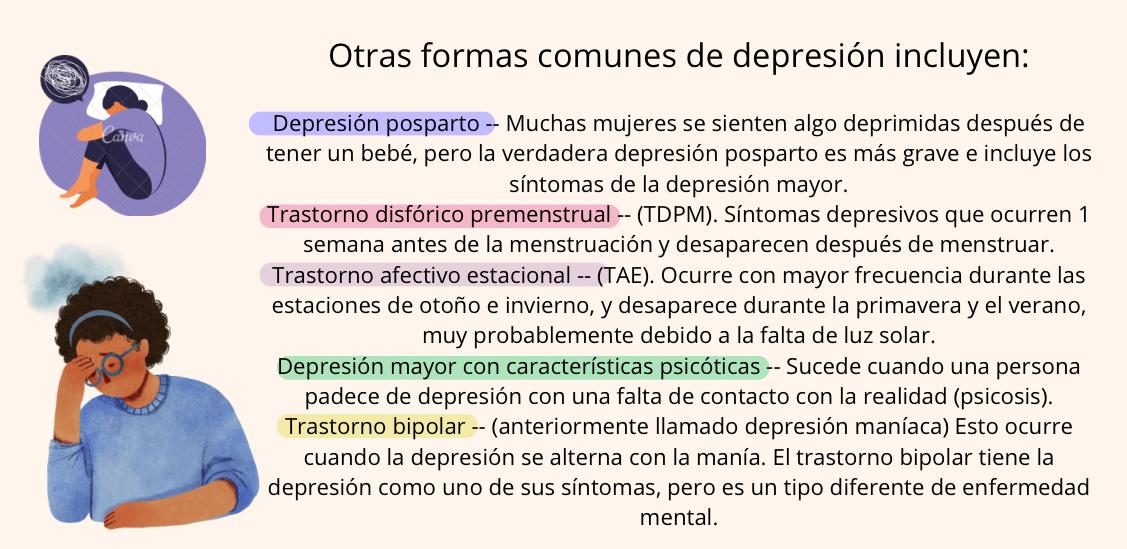 Otras formas comunes de depresión incluyen:
Canva
Depresión posparto -- Muchas mujeres se sienten algo deprimidas después de
tener un bebé, pero la verdadera depresión posparto es más grave e incluye los
síntomas de la depresión mayor.
Trastorno disfórico premenstrual -- (TDPM). Síntomas depresivos que ocurren 1
semana antes de la menstruación y desaparecen después de menstruar.
Trastorno afectivo estacional -- (TAE). Ocurre con mayor frecuencia durante las
estaciones de otoño e invierno, y desaparece durante la primavera y el verano,
muy probablemente debido a la falta de luz solar.
Depresión mayor con características psicóticas -- Sucede cuando una persona
padece de depresión con una falta de contacto con la realidad (psicosis).
Trastorno bipolar -- (anteriormente llamado depresión maníaca) Esto ocurre
cuando la depresión se alterna con la manía. El trastorno bipolar tiene la
depresión como uno de sus síntomas, pero es un tipo diferente de enfermedad
mental.